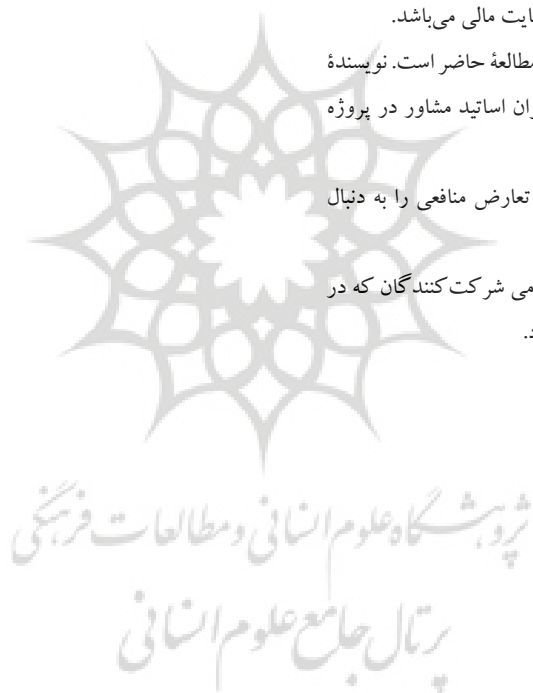 ایت مالی می‌باشد.
مطالعهٔ حاضر است. نویسندهٔ
ان اساتید مشاور در پروژه
تعارض منافعی را به دنبال
می شرکت‌کنندگان که در
د.
پژوهشگاه علوم انسانی و مطالعات فرهنگی
پرتال جامع علوم انسانی